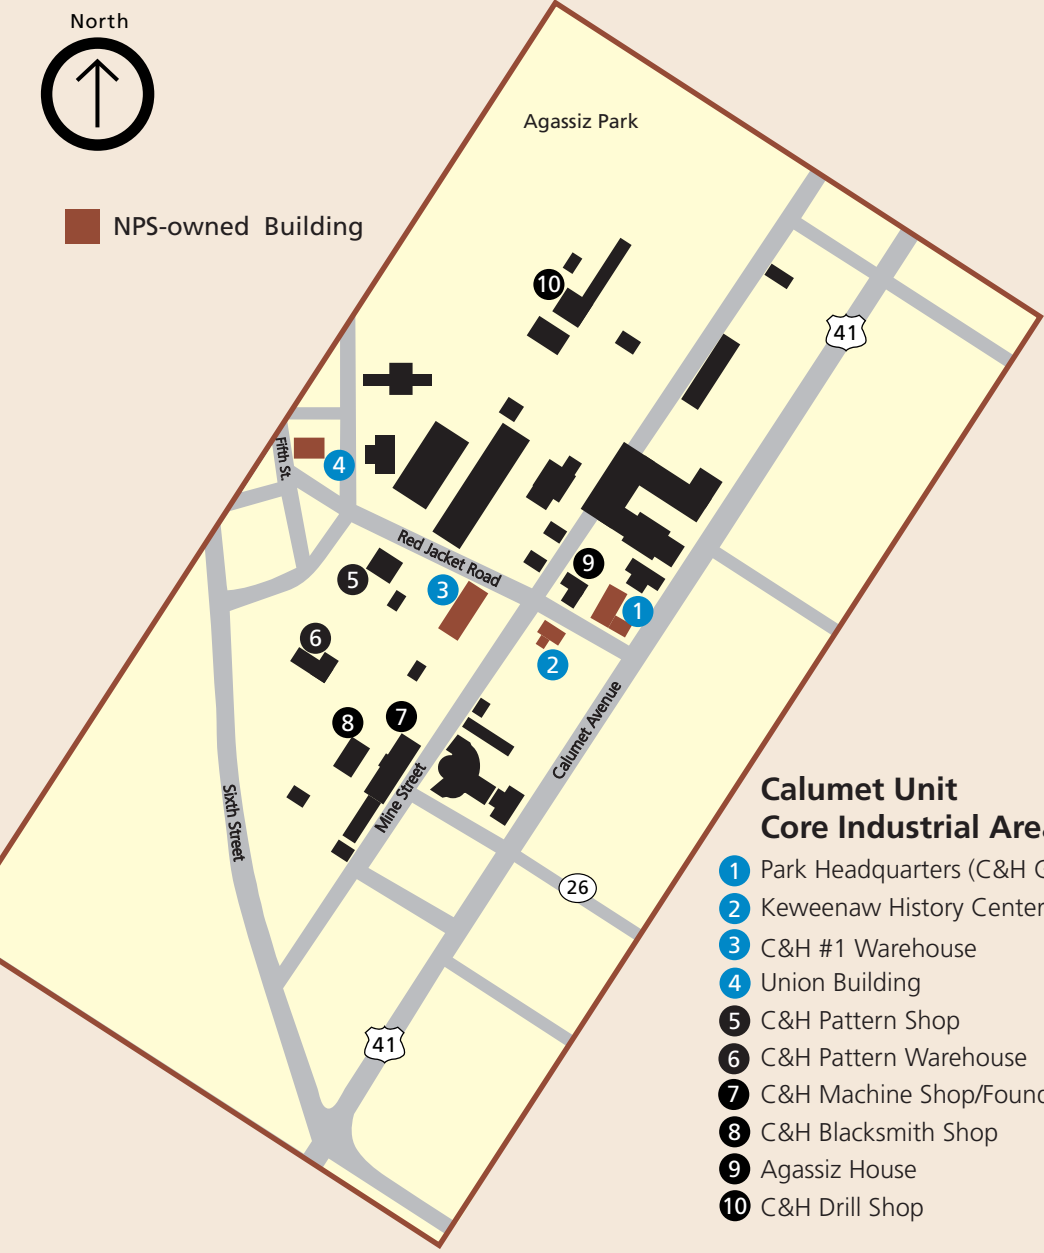 North
NPS-owned Building
Agassiz Park
41
10
Fifth St.
4
Red Jacket Road
9
5
3
1
6
2
8
7
Calumet Avenue
Mine Street
Sixth Street
26
41
Calumet Unit
Core Industrial Are
1 Park Headquarters (C&H
2 Keweenaw History Center
3 C&H #1 Warehouse
4 Union Building
5 C&H Pattern Shop
6 C&H Pattern Warehouse
7 C&H Machine Shop/Found
8 C&H Blacksmith Shop
9 Agassiz House
10 C&H Drill Shop